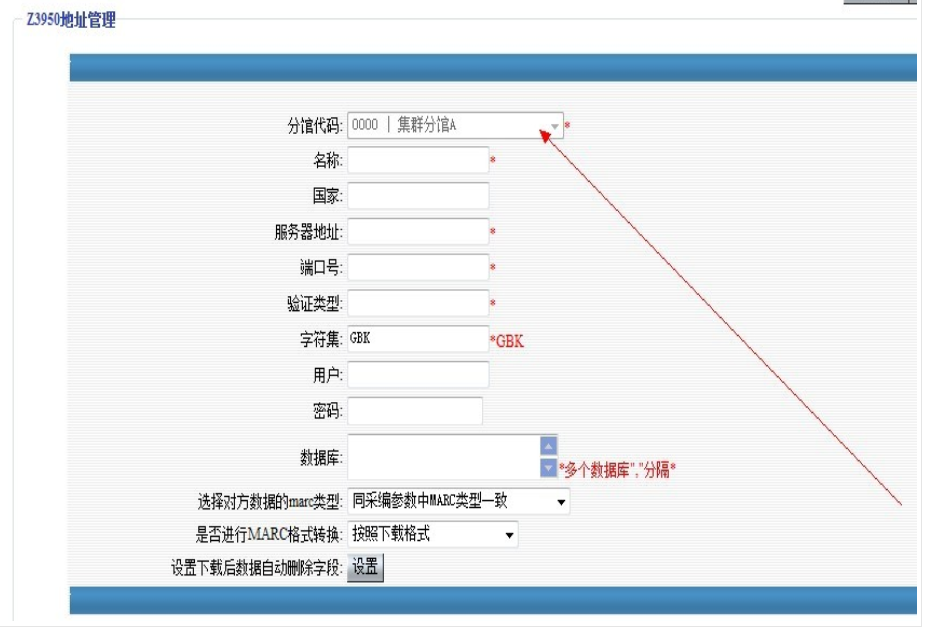 Z3950地址管理
分馆代码: 0000 | 集群分馆A *
名称: *
国家:
服务器地址: *
端口号: *
验证类型: *
字符集: GBK *GBK
用户:
密码:
数据库: *多个数据库","分隔*
选择对方数据的marc类型: 同采编参数中MARC类型一致
是否进行MARC格式转换: 按照下载格式
设置下载后数据自动删除字段: 设置